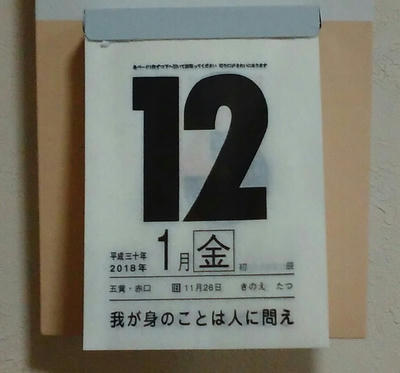 12
平成三十年
2018年
1月 金
五黄・赤口 旧 11月26日 きのえ たつ
我が身のことは人に問え